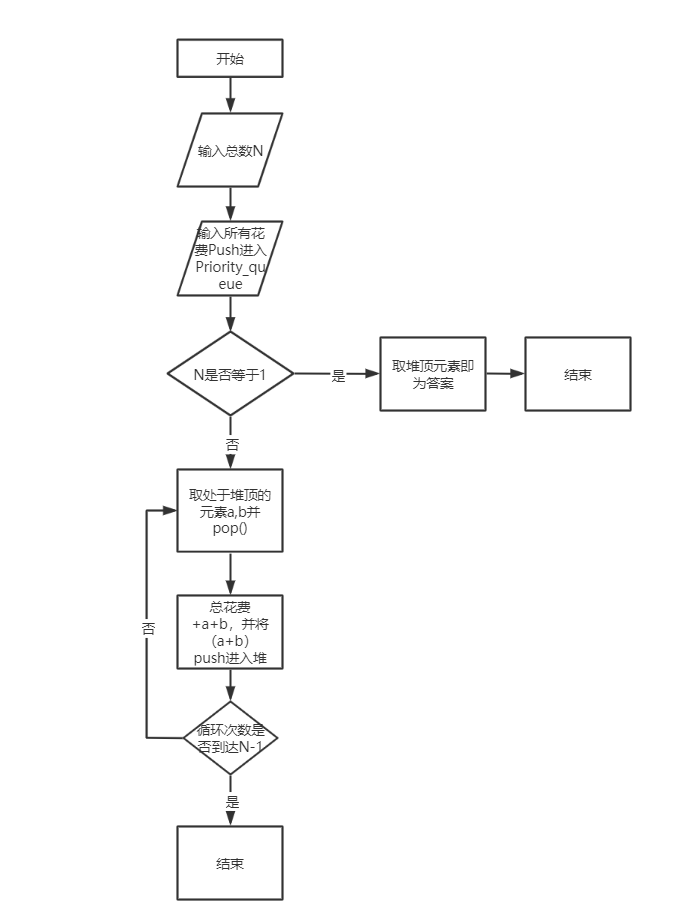 开始
输入总数N
输入所有花
费Push进入
Priority_qu
eue
N是否等于1
是
取堆顶元素即
为答案
结束
否
取处于堆顶的
元素a,b并
pop()
总花费
+a+b，并将
（a+b）
push进入堆
否
循环次数是
否到达N-1
是
结束